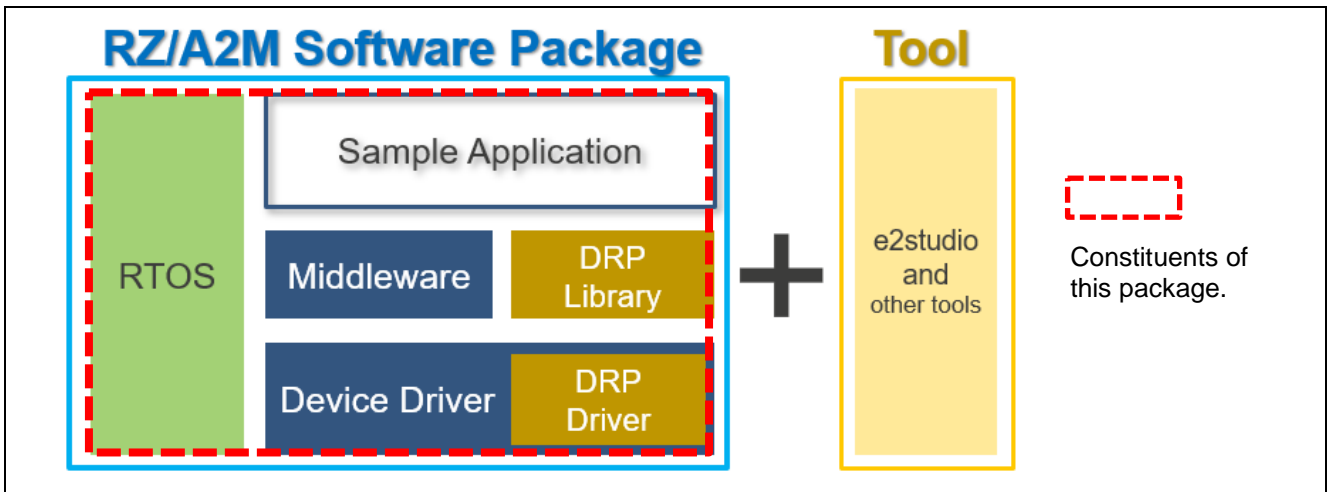 RZ/A2M Software Package
Tool
RTOS
Sample Application
Middleware
DRP
Library
Device Driver
DRP
Driver
e2studio
and
other tools
Constituents of
this package.